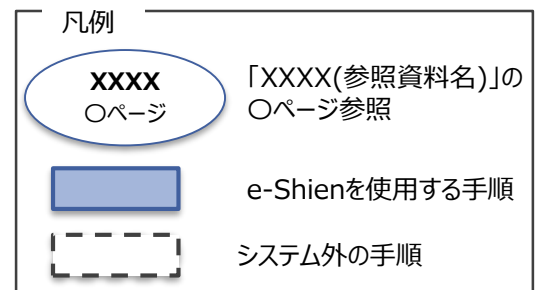 凡例
XXXX
〇ページ
「XXXX(参照資料名)」の
〇ページ参照
e-Shienを使用する手順
システム外の手順